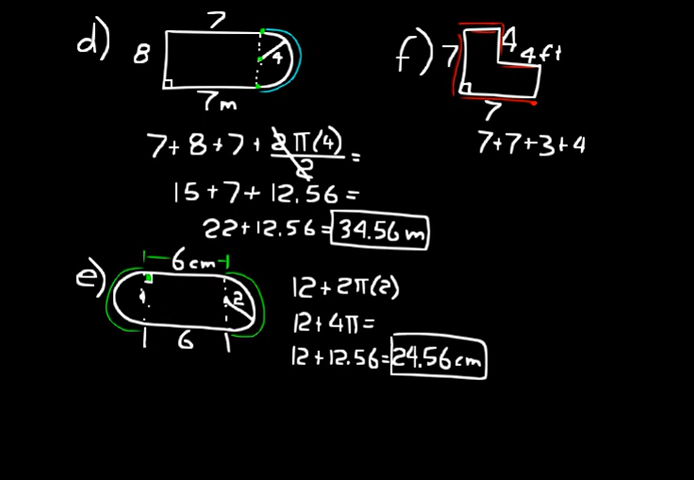 d) 7
8
4
7m
7+8+7+2π(4)/2=
15+7+12.56=
22+12.56=34.56m
e) 6cm
2
6
12+2π(2)
12+4π=
12+12.56=24.56cm
f) 7
4
4ft
7
7+7+3+4